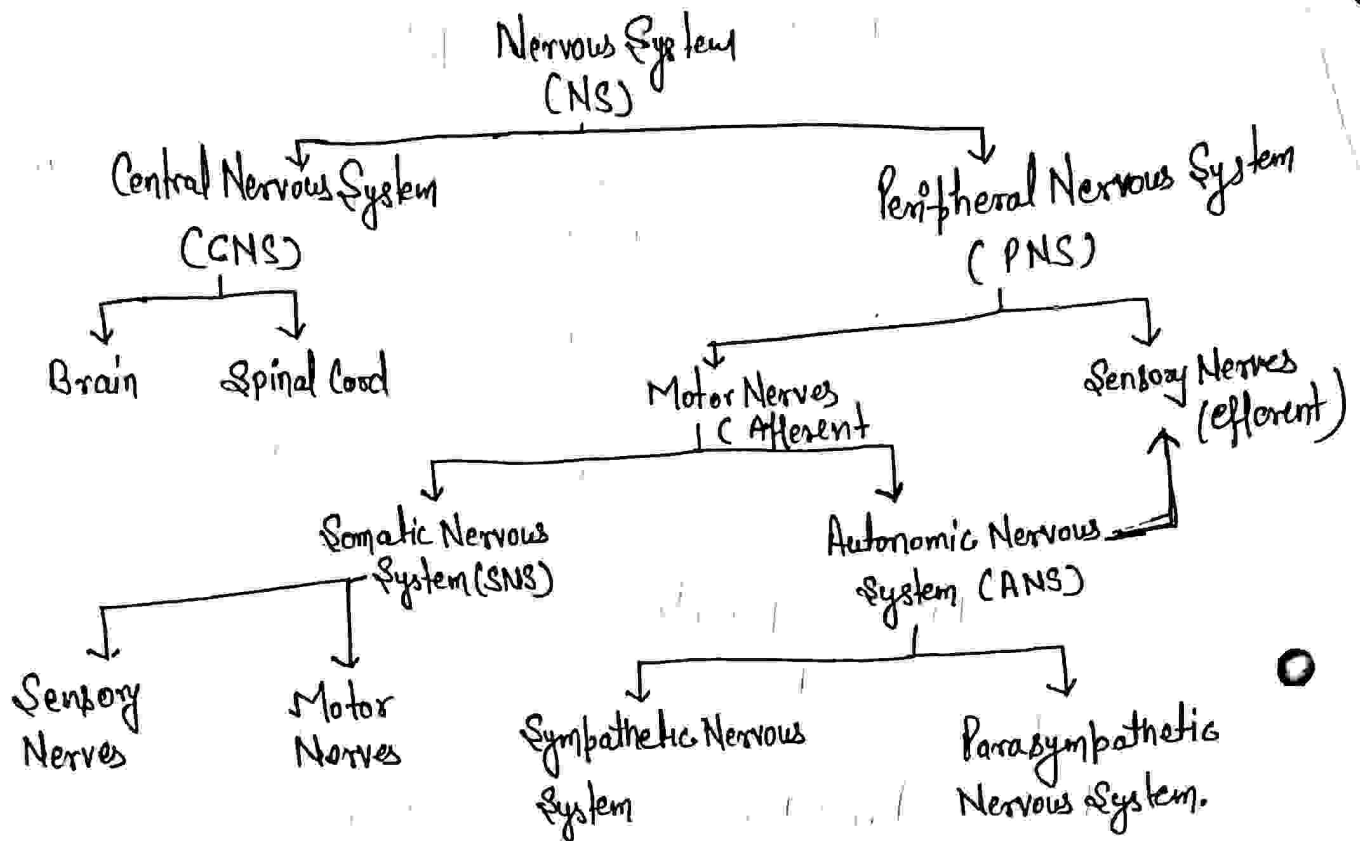 Nervous System
(NS)
Central Nervous System
(CNS)
Peripheral Nervous System
(PNS)
Brain
Spinal Cord
Motor Nerves
( Afferent
Sensory Nerves
(efferent)
Somatic Nervous
System (SNS)
Autonomic Nervous
System (ANS)
Sensory
Nerves
Motor
Nerves
Sympathetic Nervous
System
Parasympathetic
Nervous System.